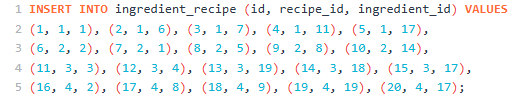 1 INSERT INTO ingredient_recipe (id, recipe_id, ingredient_id) VALUES
2 (1, 1, 1), (2, 1, 6), (3, 1, 7), (4, 1, 11), (5, 1, 17),
3 (6, 2, 2), (7, 2, 1), (8, 2, 5), (9, 2, 8), (10, 2, 14),
4 (11, 3, 3), (12, 3, 4), (13, 3, 19), (14, 3, 18), (15, 3, 17),
5 (16, 4, 2), (17, 4, 8), (18, 4, 9), (19, 4, 19), (20, 4, 17);